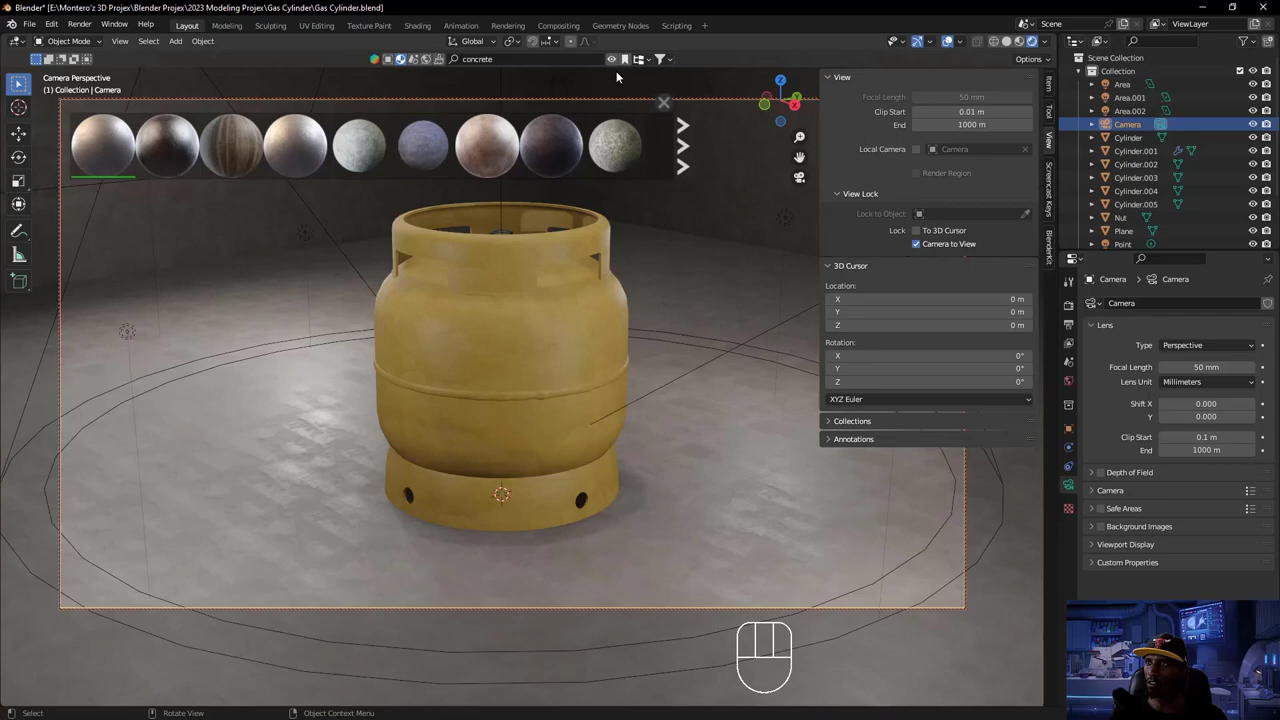 Blender* [E:\Montero'z 3D Projex\Blender Projex\2023 Modeling Projex\Gas Cylinder\Gas Cylinder.blend]
File Edit Render Window Help Layout Modeling Sculpting UV Editing Texture Paint Shading Animation Rendering Compositing Geometry Nodes Scripting + Scene ViewLayer
Object Mode View Select Add Object Global
concrete Options
Camera Perspective
(1) Collection | Camera
Z
Y
X
View
Focal Length 50 mm
Clip Start 0.01 m
End 1000 m
Local Camera Camera
Render Region
View Lock
Lock to Object
Lock To 3D Cursor
Camera to View
3D Cursor
Location:
X 0 m
Y 0 m
Z 0 m
Rotation:
X 0°
Y 0°
Z 0°
XYZ Euler
Collections
Annotations
Item
Tool
View
Screencast Keys
BlenderKit
Scene Collection
Collection
Area
Area.001
Area.002
Camera
Cylinder
Cylinder.001
Cylinder.002
Cylinder.003
Cylinder.004
Cylinder.005
Nut
Plane
Point
Camera Camera
Camera
Lens
Type Perspective
Focal Length 50 mm
Lens Unit Millimeters
Shift X 0.000
Y 0.000
Clip Start 0.1 m
End 1000 m
Depth of Field
Camera
Safe Areas
Background Images
Viewport Display
Custom Properties
Select Rotate View Object Context Menu